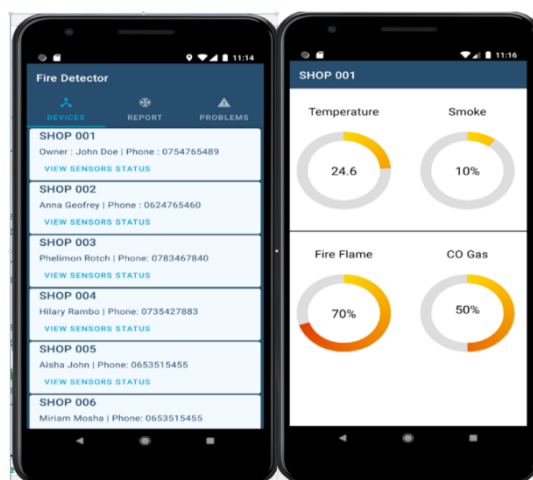 11:14
Fire Detector
DEVICES REPORT PROBLEMS
SHOP 001
Owner : John Doe | Phone : 0754765489
VIEW SENSORS STATUS
SHOP 002
Anna Geofrey | Phone : 0624765460
VIEW SENSORS STATUS
SHOP 003
Phelimon Rotch | Phone: 0783467840
VIEW SENSORS STATUS
SHOP 004
Hilary Rambo | Phone: 0735427883
VIEW SENSORS STATUS
SHOP 005
Aisha John | Phone: 0653515455
VIEW SENSORS STATUS
SHOP 006
Miriam Mosha | Phone: 0653515455
11:16
SHOP 001
Temperature Smoke
24.6 10%
Fire Flame CO Gas
70% 50%